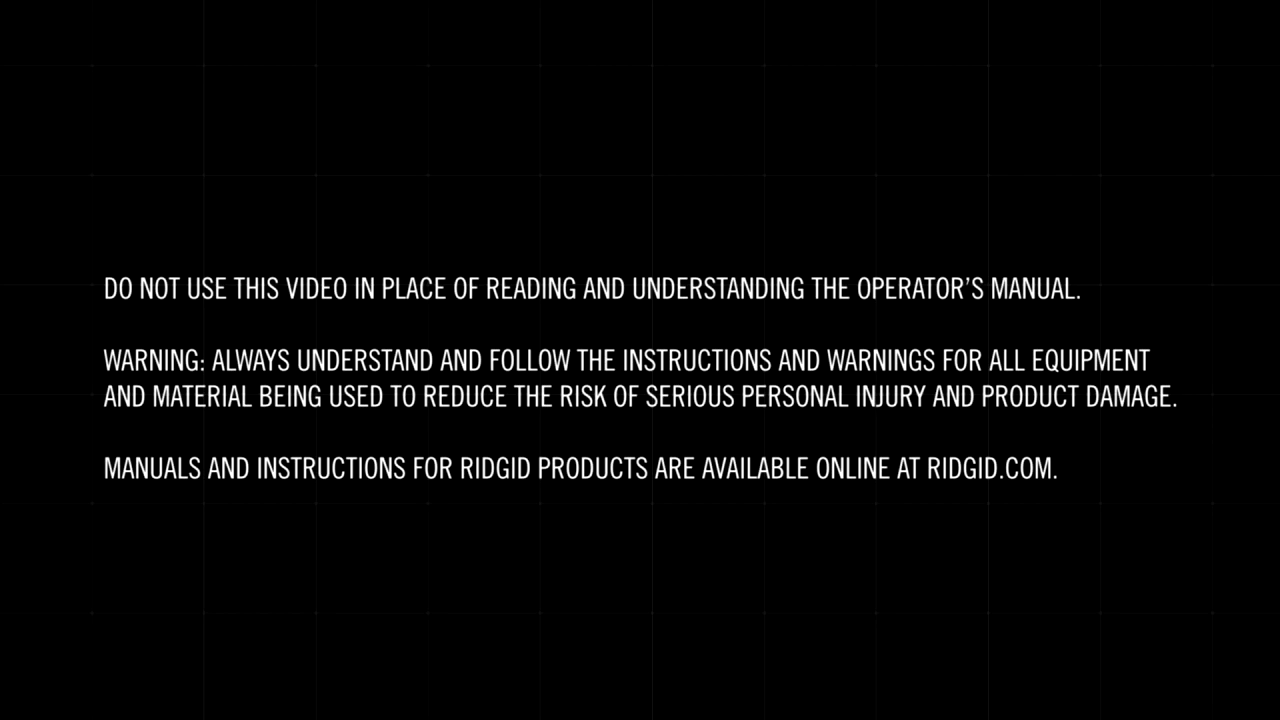 DO NOT USE THIS VIDEO IN PLACE OF READING AND UNDERSTANDING THE OPERATOR’S MANUAL.
WARNING: ALWAYS UNDERSTAND AND FOLLOW THE INSTRUCTIONS AND WARNINGS FOR ALL EQUIPMENT
AND MATERIAL BEING USED TO REDUCE THE RISK OF SERIOUS PERSONAL INJURY AND PRODUCT DAMAGE.
MANUALS AND INSTRUCTIONS FOR RIDGID PRODUCTS ARE AVAILABLE ONLINE AT RIDGID.COM.